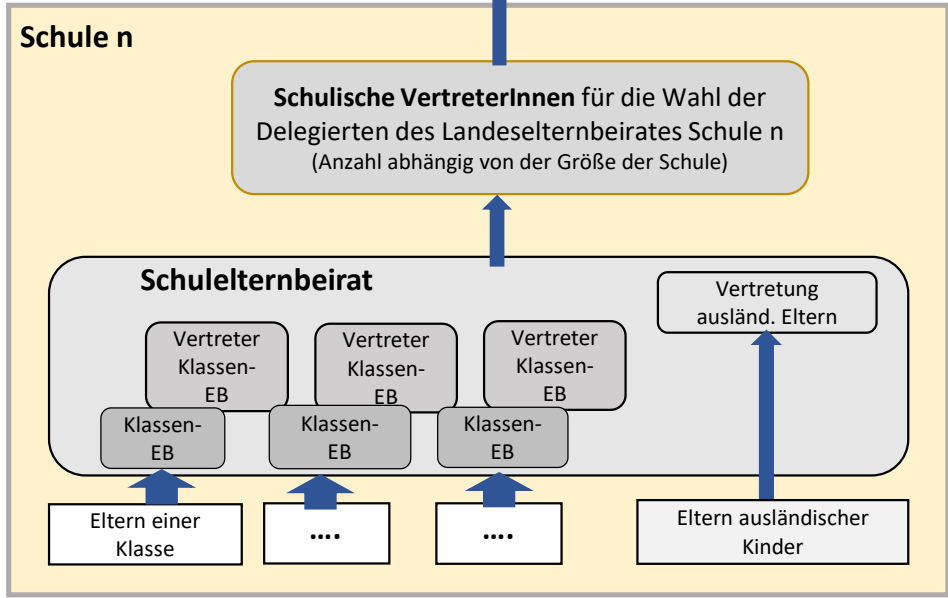 Schule n
Schulische VertreterInnen für die Wahl der
Delegierten des Landeselternbeirates Schule n
(Anzahl abhängig von der Größe der Schule)
Schulelternbeirat
Vertretung
ausländ. Eltern
Vertreter
Klassen-
EB
Vertreter
Klassen-
EB
Vertreter
Klassen-
EB
Klassen-
EB
Klassen-
EB
Klassen-
EB
Eltern einer
Klasse
....
....
Eltern ausländischer
Kinder